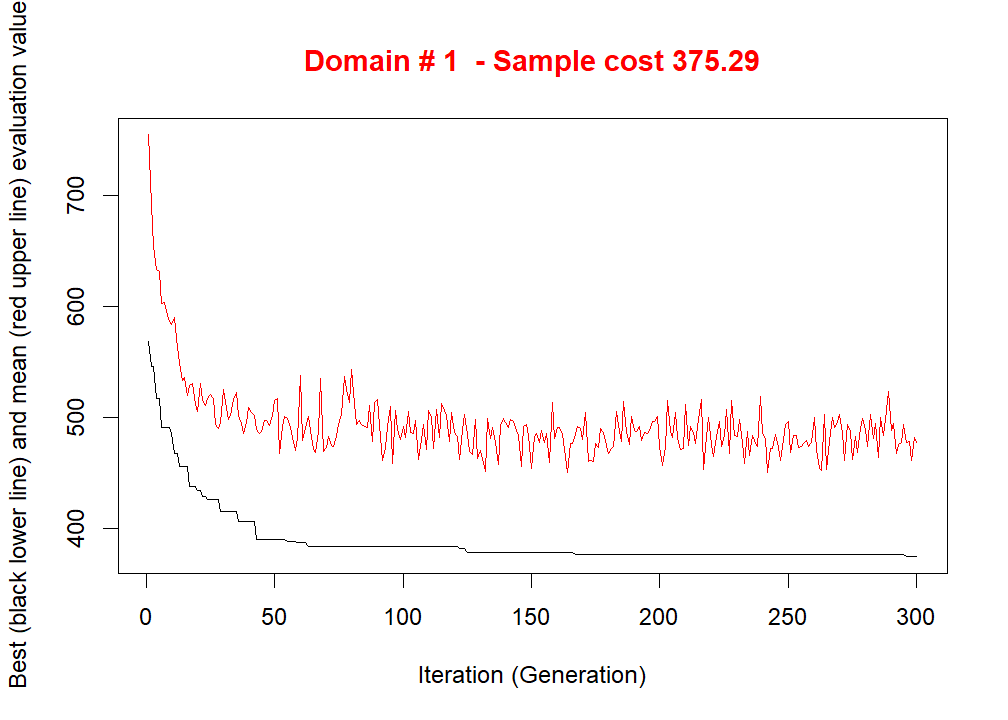 Domain # 1  - Sample cost 375.29
Best (black lower line) and mean (red upper line) evaluation value
700
600
500
400
0 50 100 150 200 250 300
Iteration (Generation)